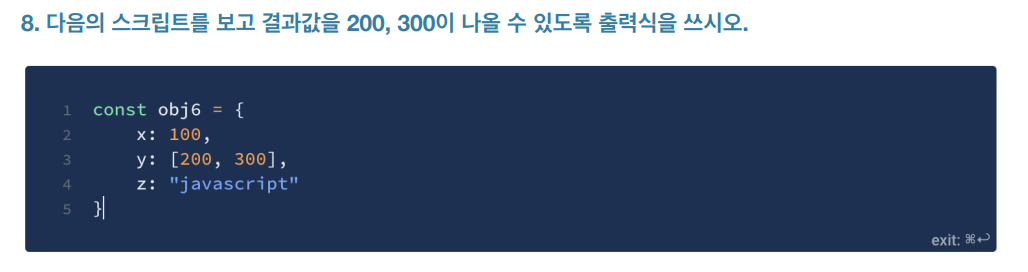 8. 다음의 스크립트를 보고 결과값을 200, 300이 나올 수 있도록 출력식을 쓰시오.
1 const obj6 = {
2 x: 100,
3 y: [200, 300],
4 z: "javascript"
5 }
exit: ⌘↩